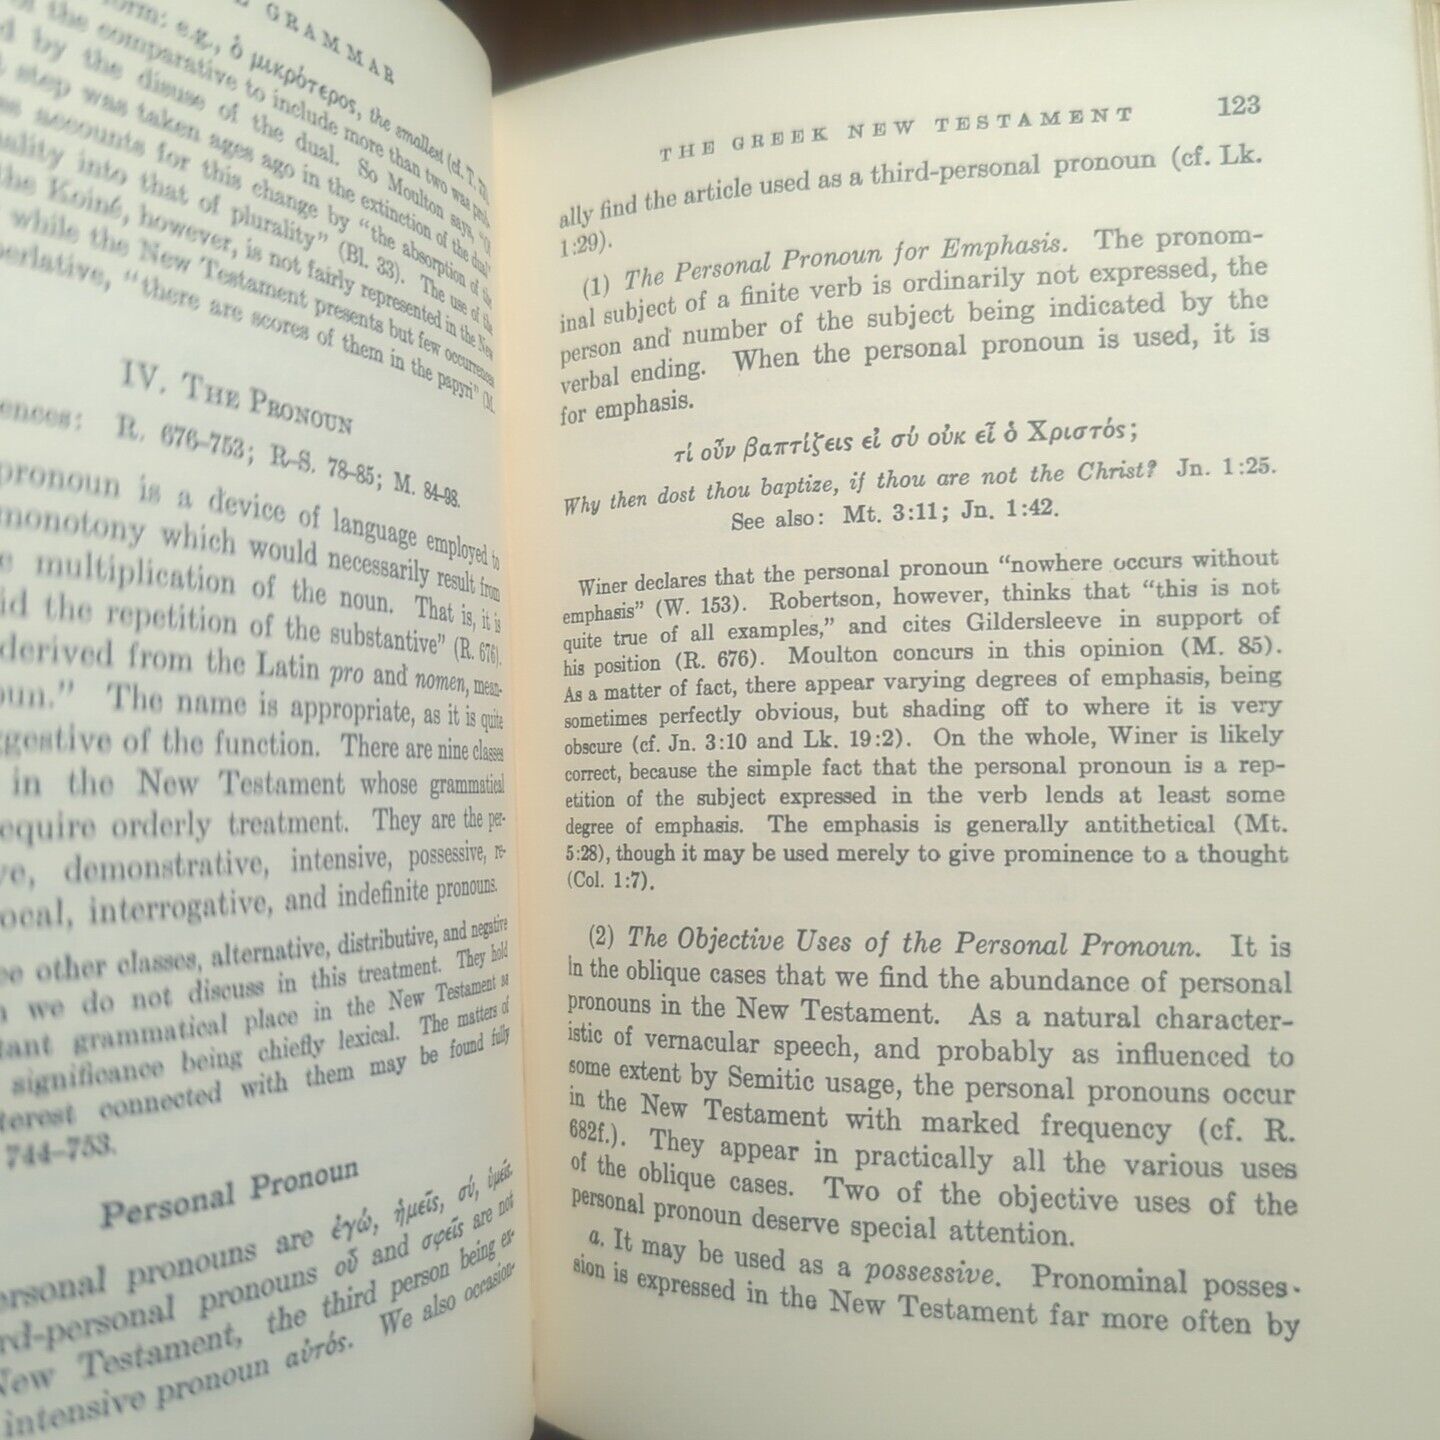 E GRAMMAR
form: e.g., ὁ μικρότερος, the smallest (cf. T. 73).
of the comparative to include more than two was prob-
d by the disuse of the dual. So Moulton says, "Of
step was taken ages ago in the extinction of the dual"
accounts for this change by "the absorption of the
ality into that of plurality" (Bl. 33). The use of the
the Koiné, however, is not fairly represented in the New
while the New Testament presents but few occurrences
perlative, "there are scores of them in the papyri" (M.
IV. THE PRONOUN
ences: R. 676–753; R–S. 78–85; M. 84–98.
pronoun is a device of language employed to
monotony which would necessarily result from
e multiplication of the noun. That is, it is
id the repetition of the substantive" (R. 676).
derived from the Latin pro and nomen, mean-
oun." The name is appropriate, as it is quite
ggestive of the function. There are nine classes
in the New Testament whose grammatical
equire orderly treatment. They are the per-
ve, demonstrative, intensive, possessive, re-
ocal, interrogative, and indefinite pronouns.
ee other classes, alternative, distributive, and negative
we do not discuss in this treatment. They hold
tant grammatical place in the New Testament as
significance being chiefly lexical. The matters of
terest connected with them may be found fully
744–753.
Personal Pronoun
ersonal pronouns are ἐγώ, ἡμεῖς, σύ, ὑμεῖς.
rd-personal pronouns οὗ and σφεῖς are not
New Testament, the third person being ex-
intensive pronoun αὐτός. We also occasion-
THE GREEK NEW TESTAMENT 123
ally find the article used as a third-personal pronoun (cf. Lk.
1:29).
(1) The Personal Pronoun for Emphasis. The pronom-
inal subject of a finite verb is ordinarily not expressed, the
person and number of the subject being indicated by the
verbal ending. When the personal pronoun is used, it is
for emphasis.
τί οὖν βαπτίζεις εἰ σύ οὐκ εἶ ὁ Χριστός;
Why then dost thou baptize, if thou are not the Christ? Jn. 1:25.
See also: Mt. 3:11; Jn. 1:42.
Winer declares that the personal pronoun "nowhere occurs without
emphasis" (W. 153). Robertson, however, thinks that "this is not
quite true of all examples," and cites Gildersleeve in support of
his position (R. 676). Moulton concurs in this opinion (M. 85).
As a matter of fact, there appear varying degrees of emphasis, being
sometimes perfectly obvious, but shading off to where it is very
obscure (cf. Jn. 3:10 and Lk. 19:2). On the whole, Winer is likely
correct, because the simple fact that the personal pronoun is a rep-
etition of the subject expressed in the verb lends at least some
degree of emphasis. The emphasis is generally antithetical (Mt.
5:28), though it may be used merely to give prominence to a thought
(Col. 1:7).
(2) The Objective Uses of the Personal Pronoun. It is
in the oblique cases that we find the abundance of personal
pronouns in the New Testament. As a natural character-
istic of vernacular speech, and probably as influenced to
some extent by Semitic usage, the personal pronouns occur
in the New Testament with marked frequency (cf. R.
682f.). They appear in practically all the various uses
of the oblique cases. Two of the objective uses of the
personal pronoun deserve special attention.
a. It may be used as a possessive. Pronominal posses-
sion is expressed in the New Testament far more often by